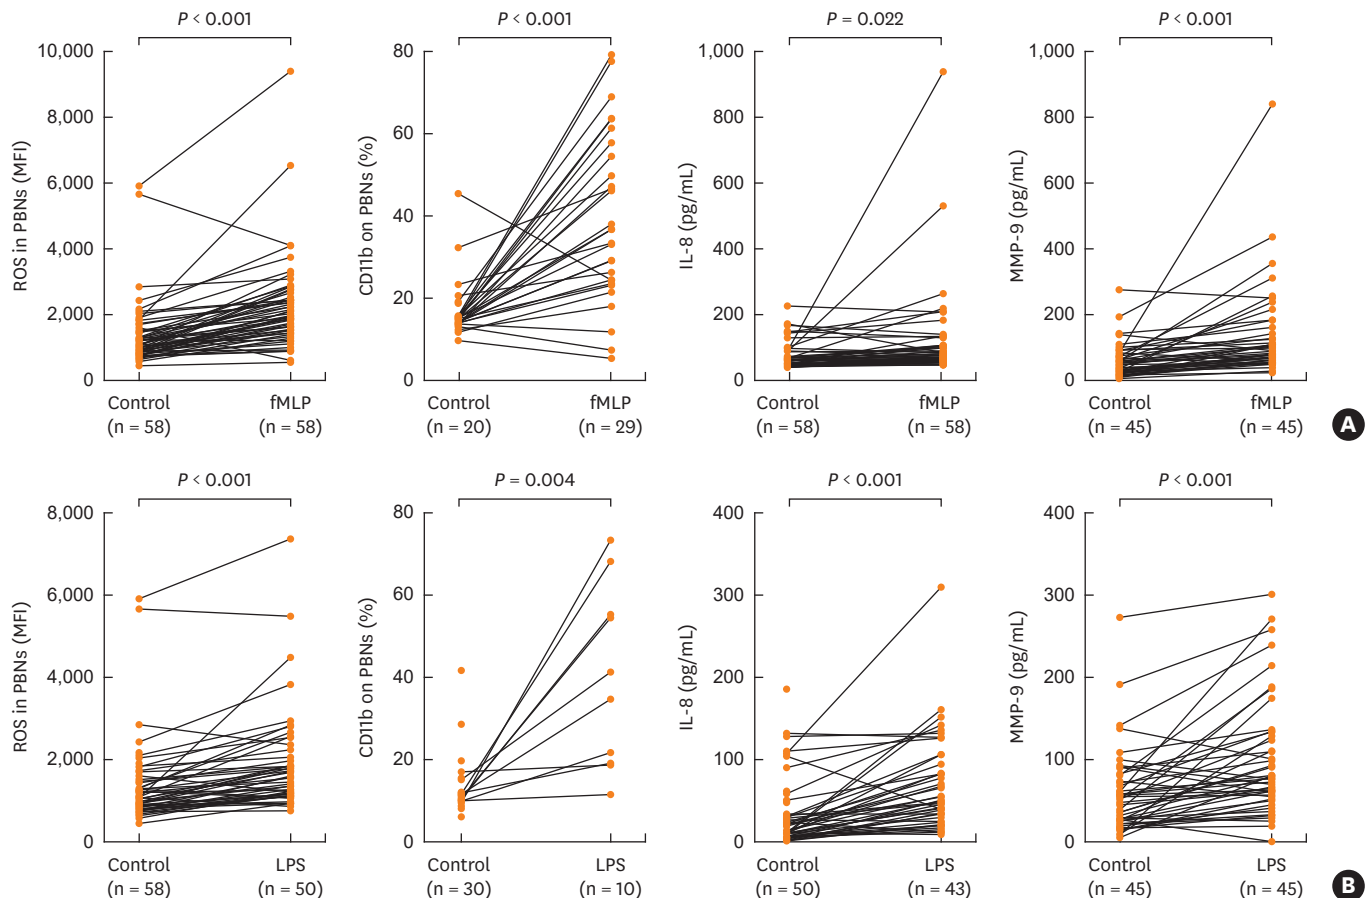 P < 0.001
P < 0.001
P = 0.022
P < 0.001
ROS in PBNs (MFI)
10,000
8,000
6,000
4,000
2,000
0
Control
(n = 58)
fMLP
(n = 58)
CD11b on PBNs (%)
80
60
40
20
0
Control
(n = 20)
fMLP
(n = 29)
IL-8 (pg/mL)
1,000
800
600
400
200
0
Control
(n = 58)
fMLP
(n = 58)
MMP-9 (pg/mL)
1,000
800
600
400
200
0
Control
(n = 45)
fMLP
(n = 45)
A
P < 0.001
P = 0.004
P < 0.001
P < 0.001
ROS in PBNs (MFI)
8,000
6,000
4,000
2,000
0
Control
(n = 58)
LPS
(n = 50)
CD11b on PBNs (%)
80
60
40
20
0
Control
(n = 30)
LPS
(n = 10)
IL-8 (pg/mL)
400
300
200
100
0
Control
(n = 50)
LPS
(n = 43)
MMP-9 (pg/mL)
400
300
200
100
0
Control
(n = 45)
LPS
(n = 45)
B